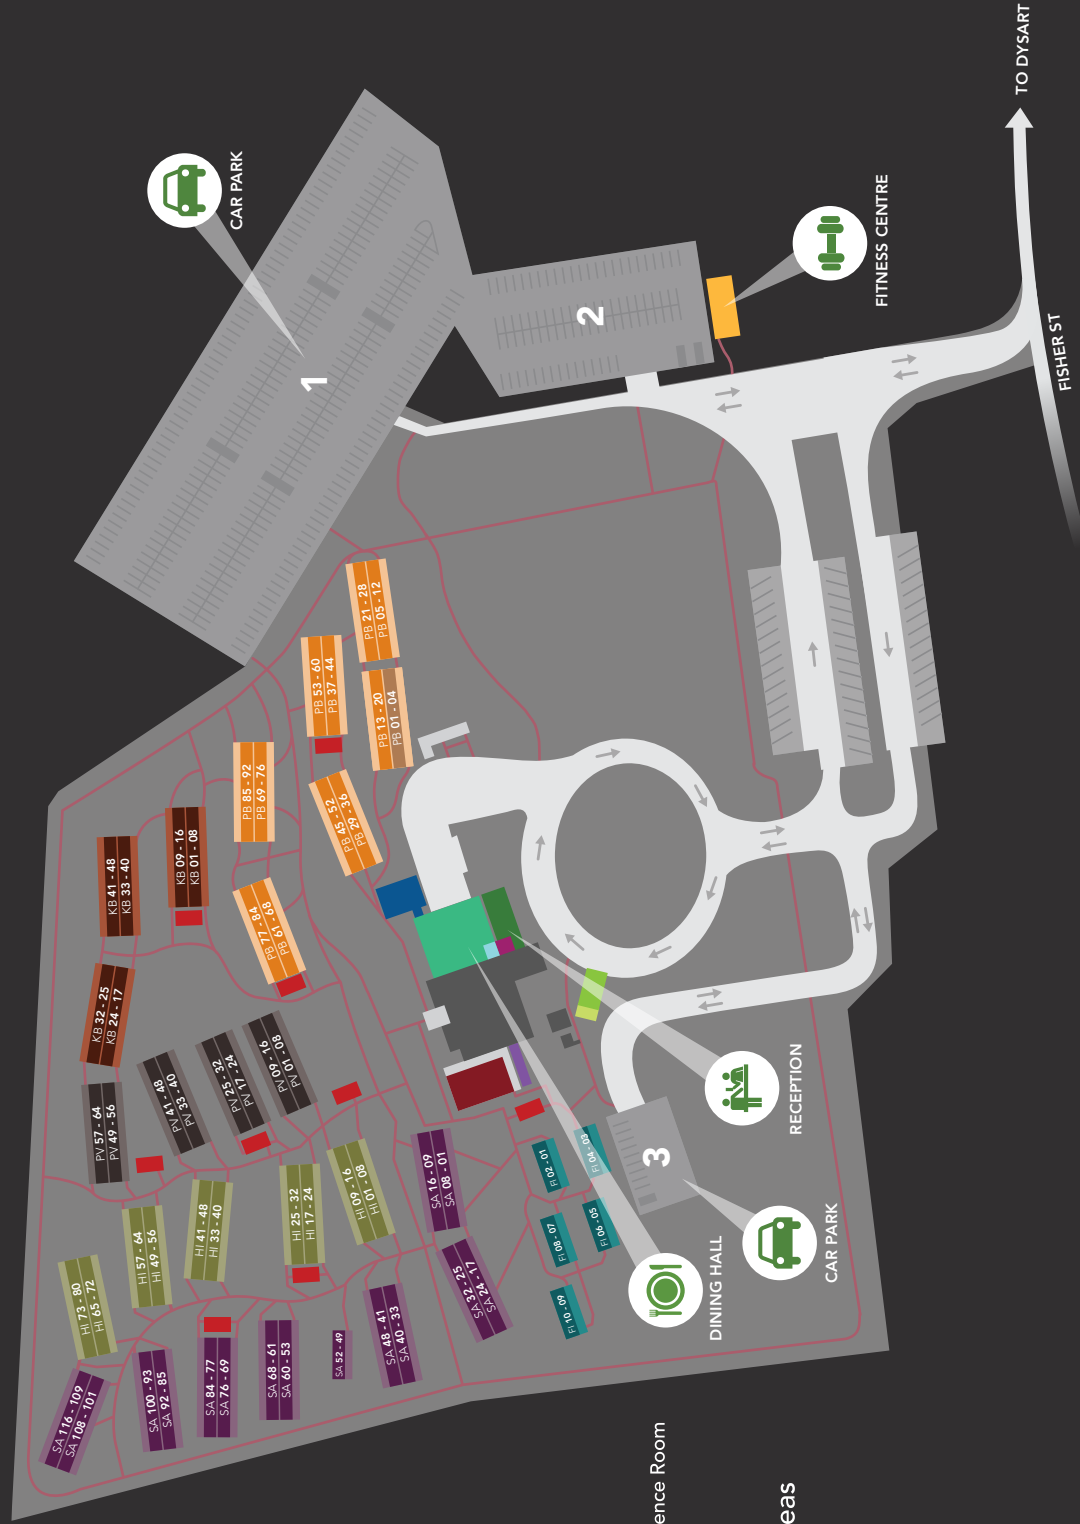 SA 116 - 109
SA 108 - 101
HI 73 - 80
HI 65 - 72
PV 57 - 64
PV 49 - 56
KB 32 - 25
KB 24 - 17
KB 41 - 48
KB 33 - 40
SA 100 - 93
SA 92 - 85
HI 57 - 64
HI 49 - 56
PV 41 - 48
PV 33 - 40
KB 09 - 16
KB 01 - 08
SA 84 - 77
SA 76 - 69
HI 41 - 48
HI 33 - 40
PV 25 - 32
PV 17 - 24
PV 09 - 16
PV 01 - 08
PB 77 - 84
PB 61 - 68
PB 85 - 92
PB 69 - 76
CAR PARK
1
SA 68 - 61
SA 60 - 53
HI 25 - 32
HI 17 - 24
SA 52 - 49
HI 09 - 16
HI 01 - 08
PB 45 - 52
PB 29 - 36
PB 53 - 60
PB 37 - 44
PB 13 - 20
PB 01 - 04
PB 21 - 28
PB 05 - 12
SA 48 - 41
SA 40 - 33
SA 16 - 09
SA 08 - 01
SA 32 - 25
SA 24 - 17
FI 10 - 09
FI 08 - 07
FI 02 - 01
FI 06 - 05
FI 04 - 03
2
3
ence Room
DINING HALL
eas
RECEPTION
CAR PARK
FITNESS CENTRE
FISHER ST
TO DYSART